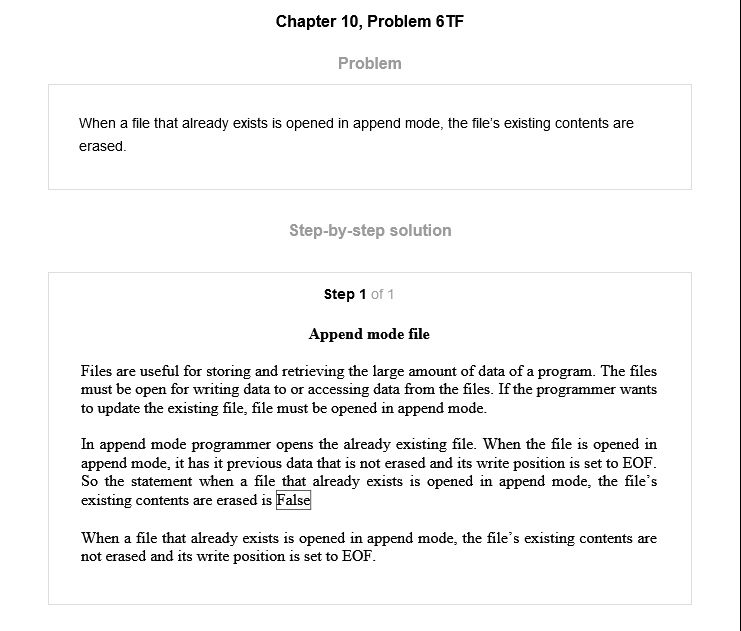 Chapter 10, Problem 6TF
Problem
When a file that already exists is opened in append mode, the file's existing contents are
erased.
Step-by-step solution
Step 1 of 1
Append mode file
Files are useful for storing and retrieving the large amount of data of a program. The files
must be open for writing data to or accessing data from the files. If the programmer wants
to update the existing file, file must be opened in append mode.
In append mode programmer opens the already existing file. When the file is opened in
append mode, it has it previous data that is not erased and its write position is set to EOF.
So the statement when a file that already exists is opened in append mode, the file's
existing contents are erased is False
When a file that already exists is opened in append mode, the file's existing contents are
not erased and its write position is set to EOF.